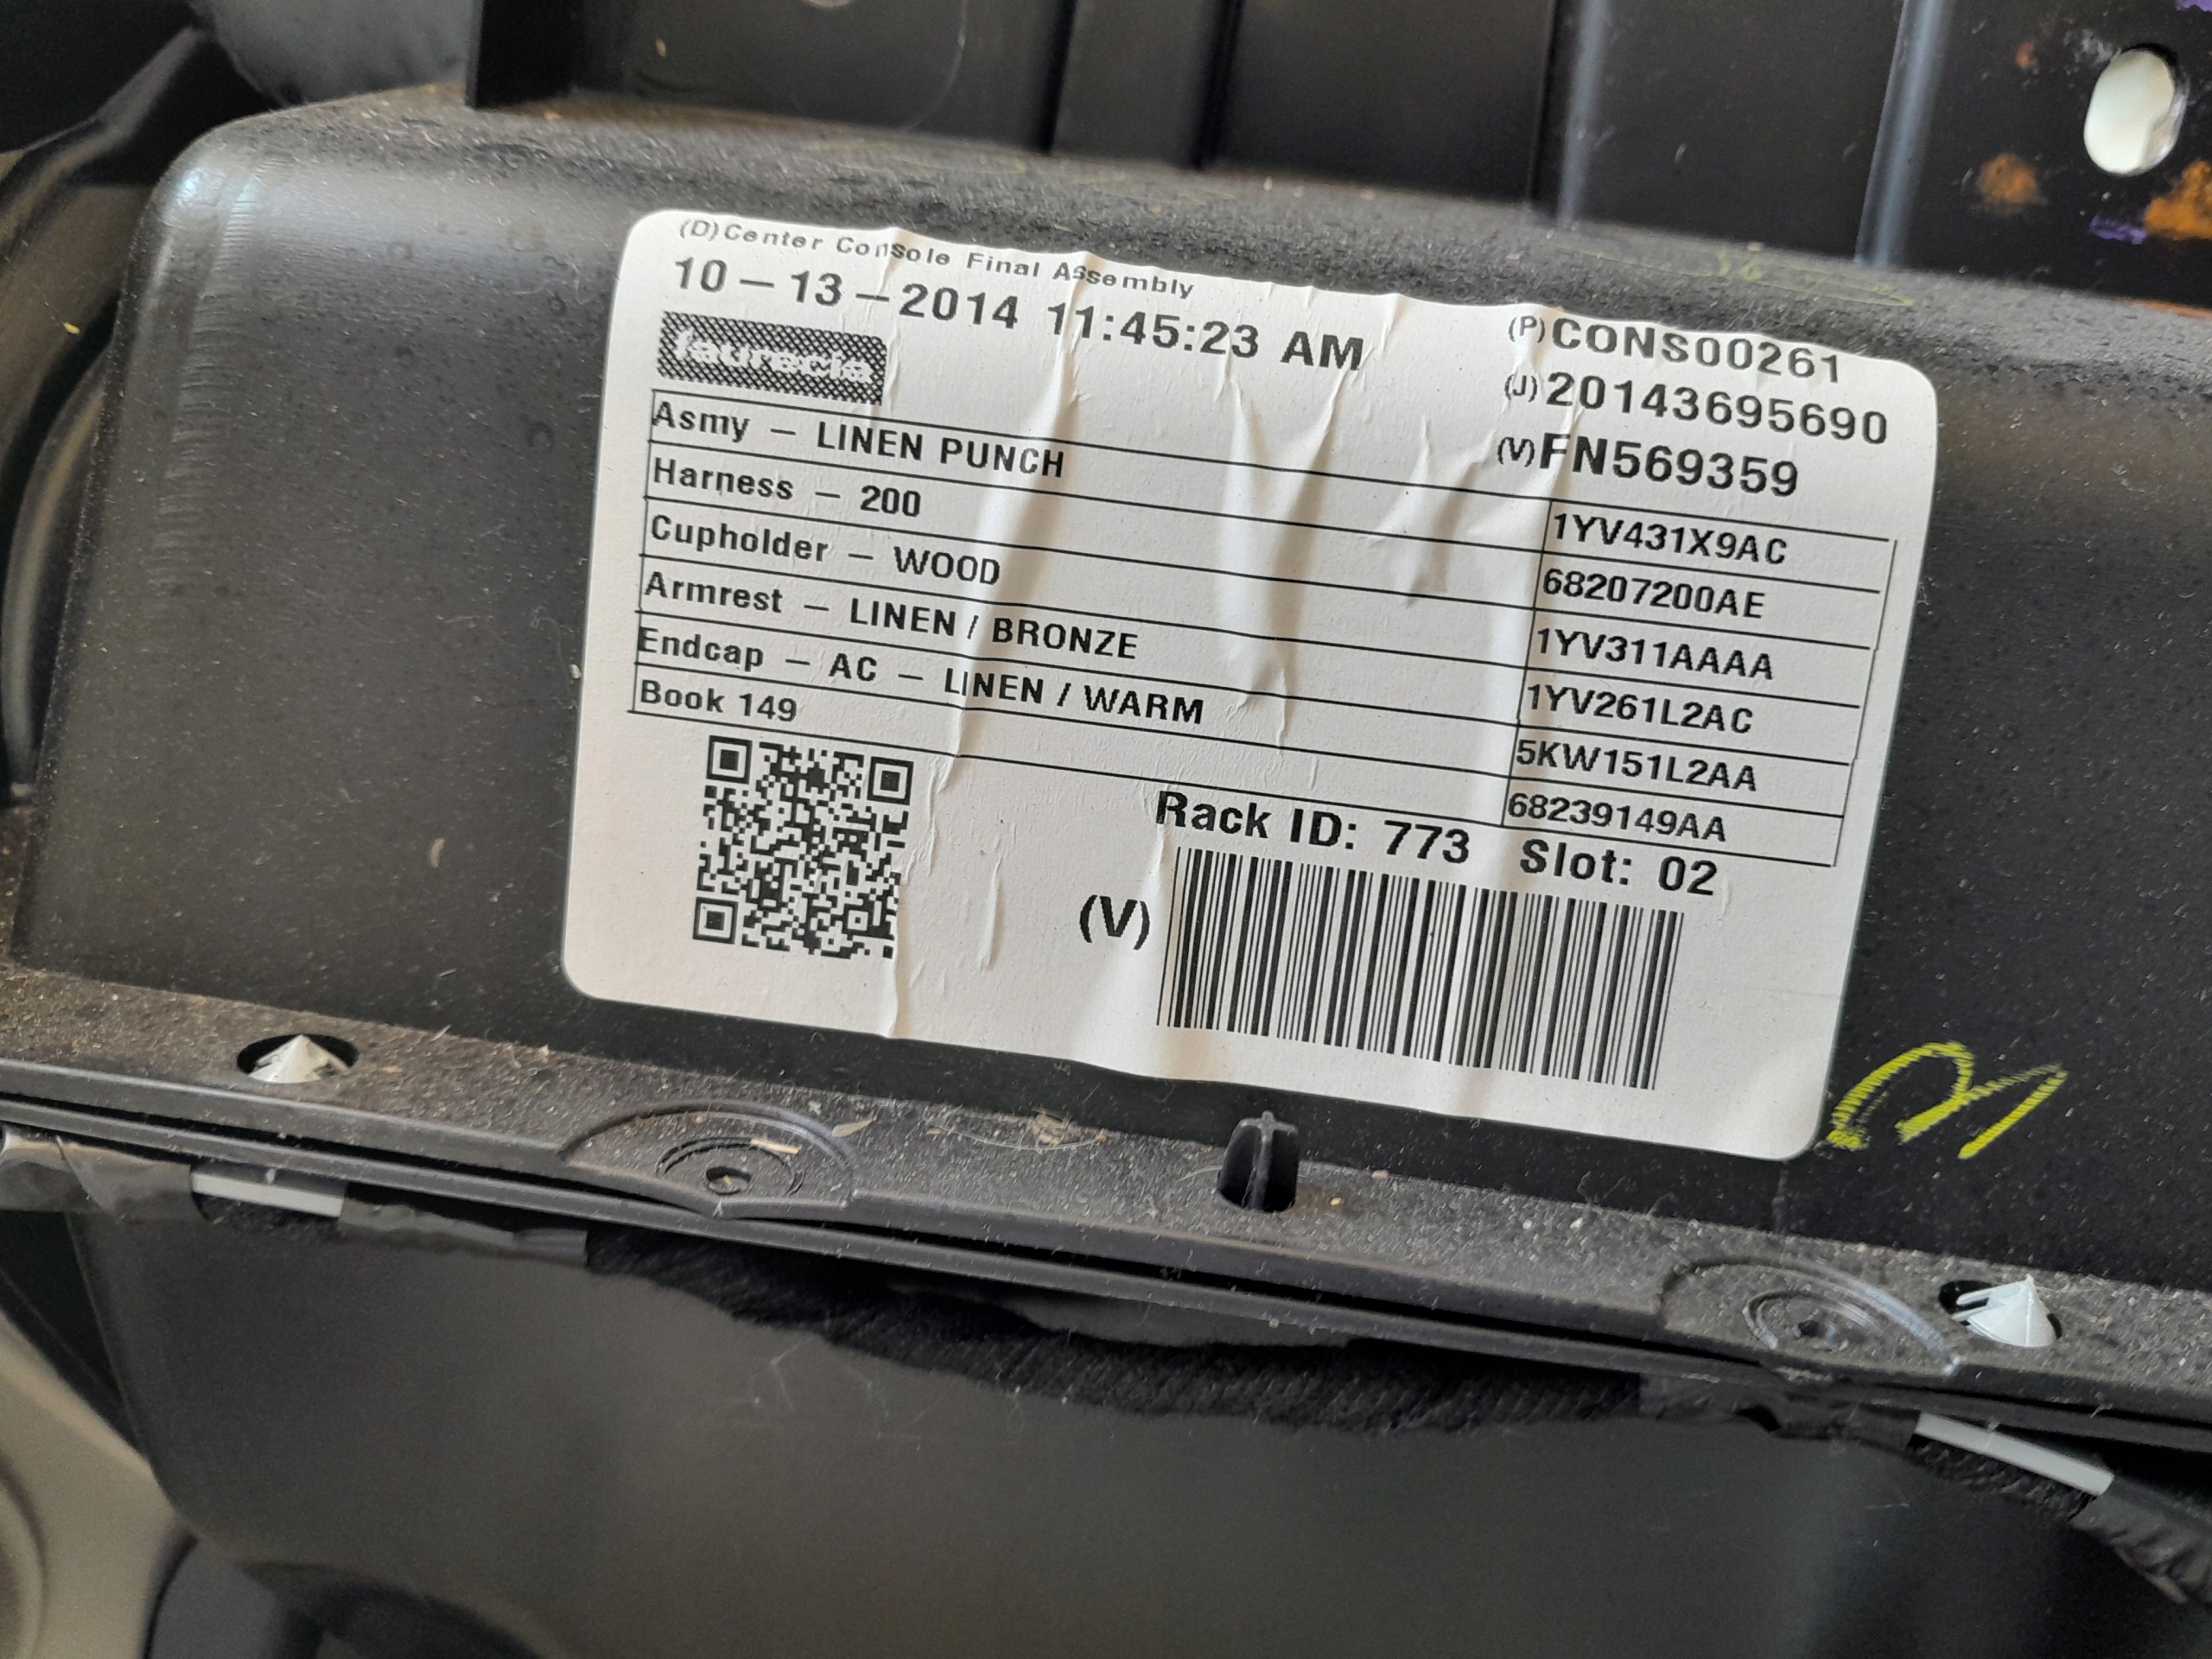 (D)Center Console Final Assembly
10-13-2014 11:45:23 AM
(P)CONS00261
(J)20143695690
(V)FN569359
faurecia
Asmy - LINEN PUNCH 1YV431X9AC
Harness - 200 68207200AE
Cupholder - WOOD 1YV311AAAA
Armrest - LINEN / BRONZE 1YV261L2AC
Endcap - AC - LINEN / WARM 5KW151L2AA
Book 149 68239149AA
Rack ID: 773 Slot: 02
(V)